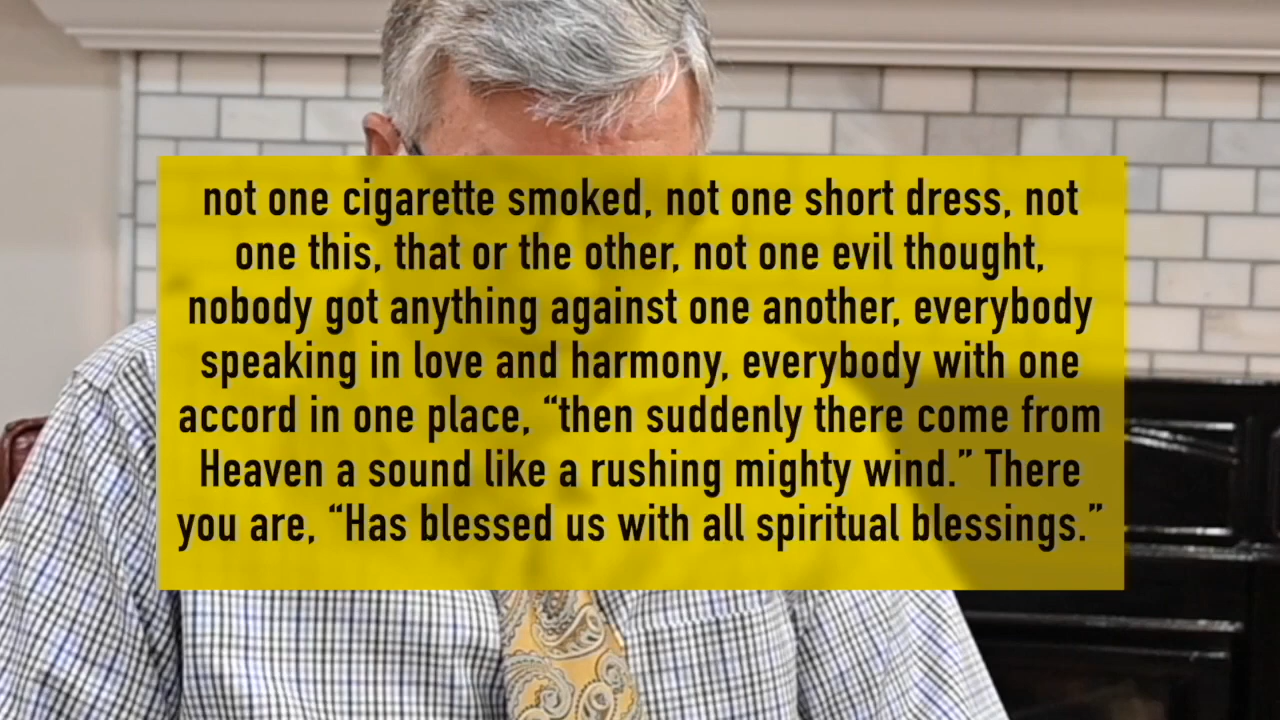 not one cigarette smoked, not one short dress, not
one this, that or the other, not one evil thought,
nobody got anything against one another, everybody
speaking in love and harmony, everybody with one
accord in one place, “then suddenly there come from
Heaven a sound like a rushing mighty wind.” There
you are, “Has blessed us with all spiritual blessings.”